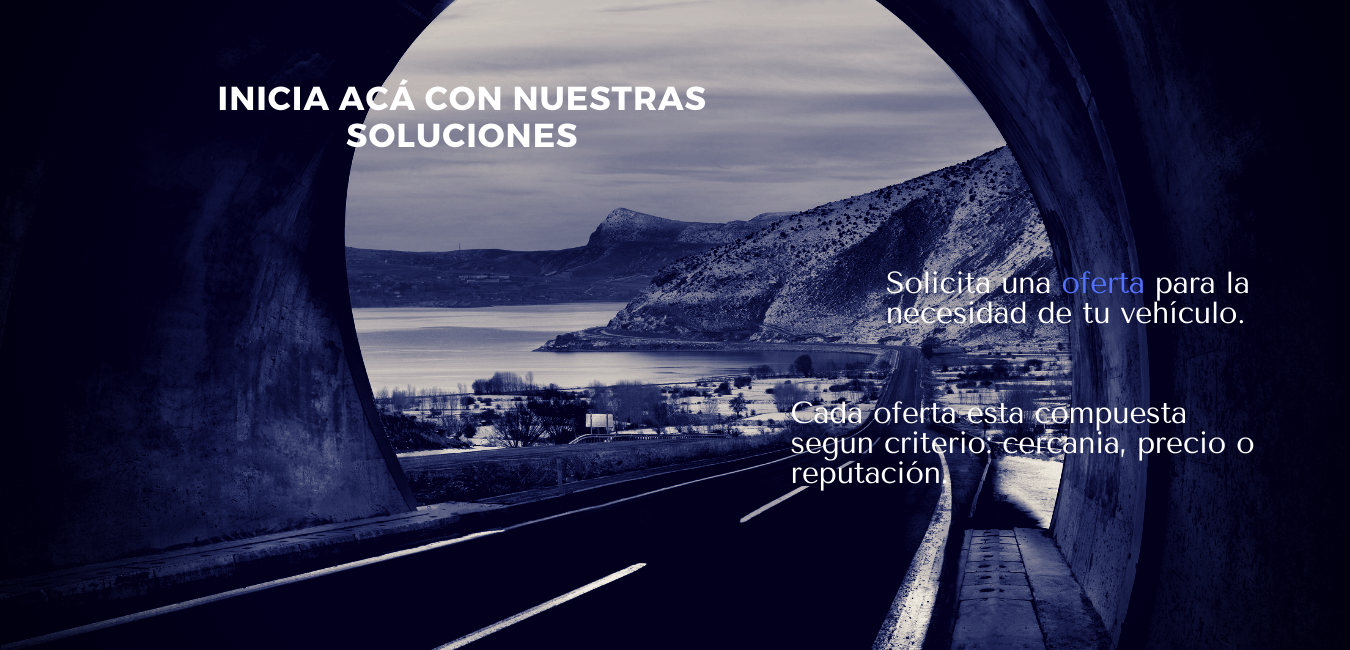 INICIA ACÁ CON NUESTRAS
SOLUCIONES
Solicita una oferta para la
necesidad de tu vehículo.
Cada oferta esta compuesta
segun criterio: cercania, precio o
reputación.